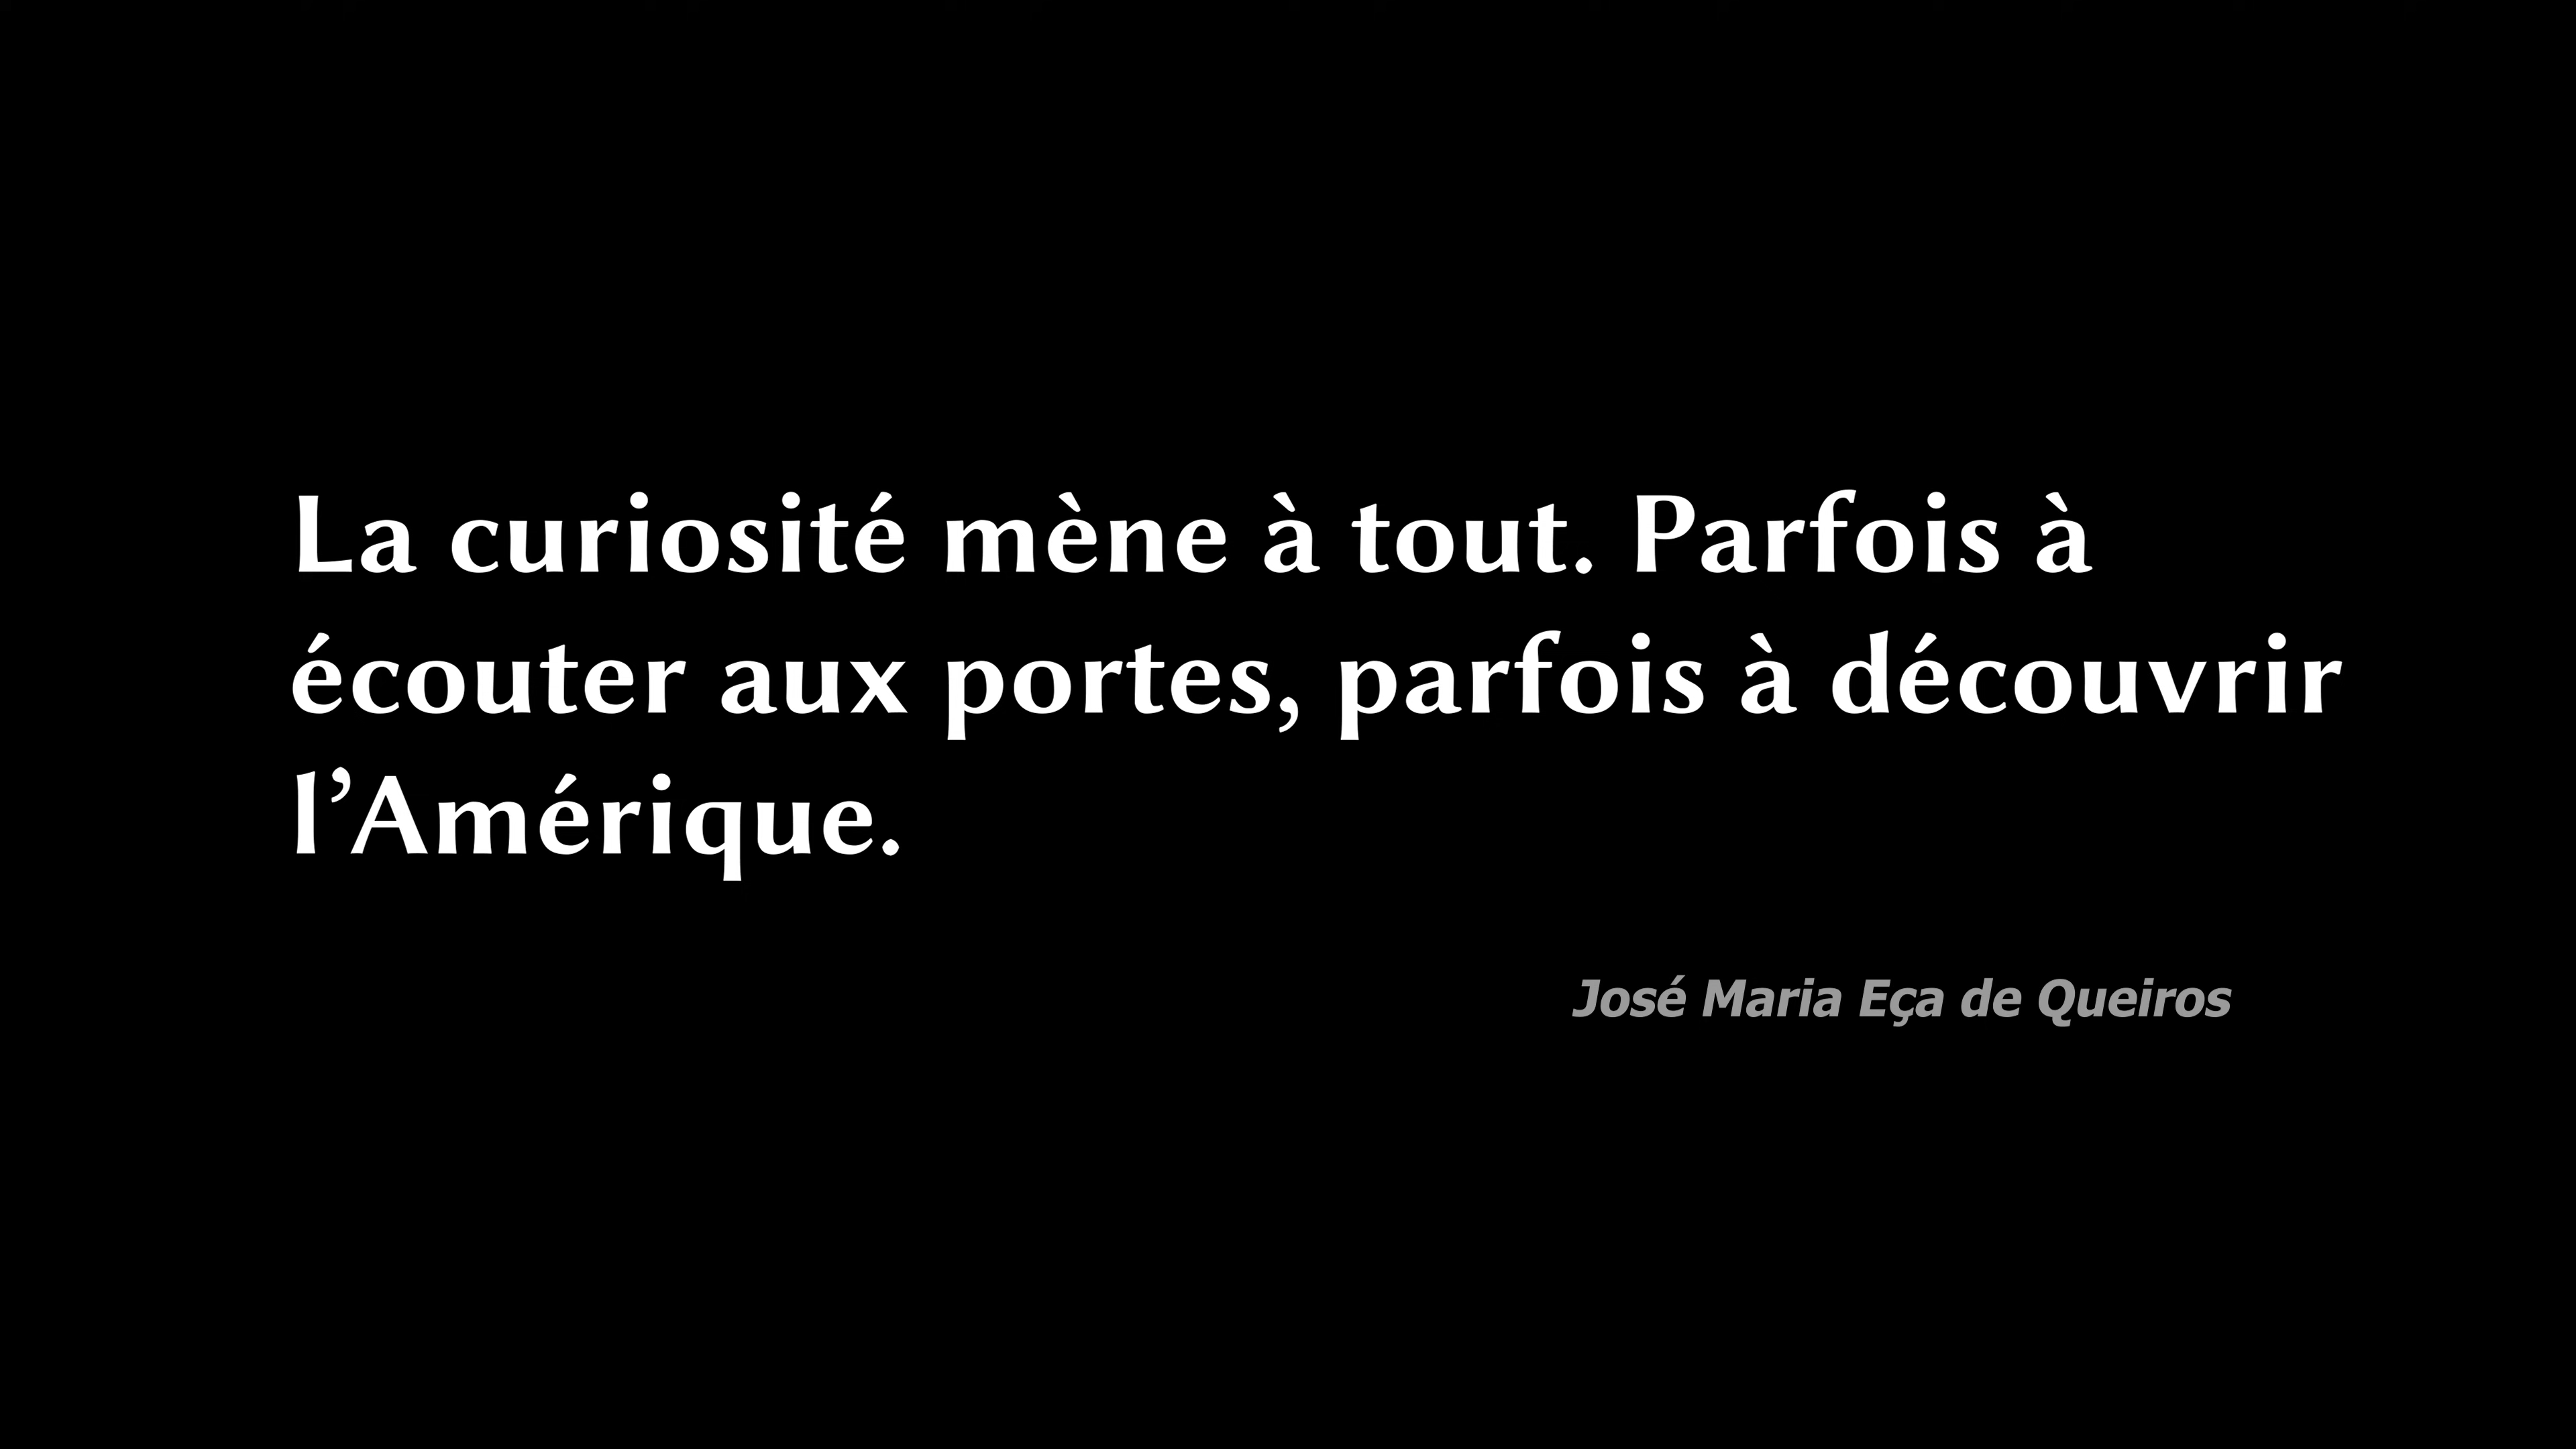 La curiosité mène à tout. Parfois à
écouter aux portes, parfois à découvrir
l’Amérique.
José Maria Eça de Queiros